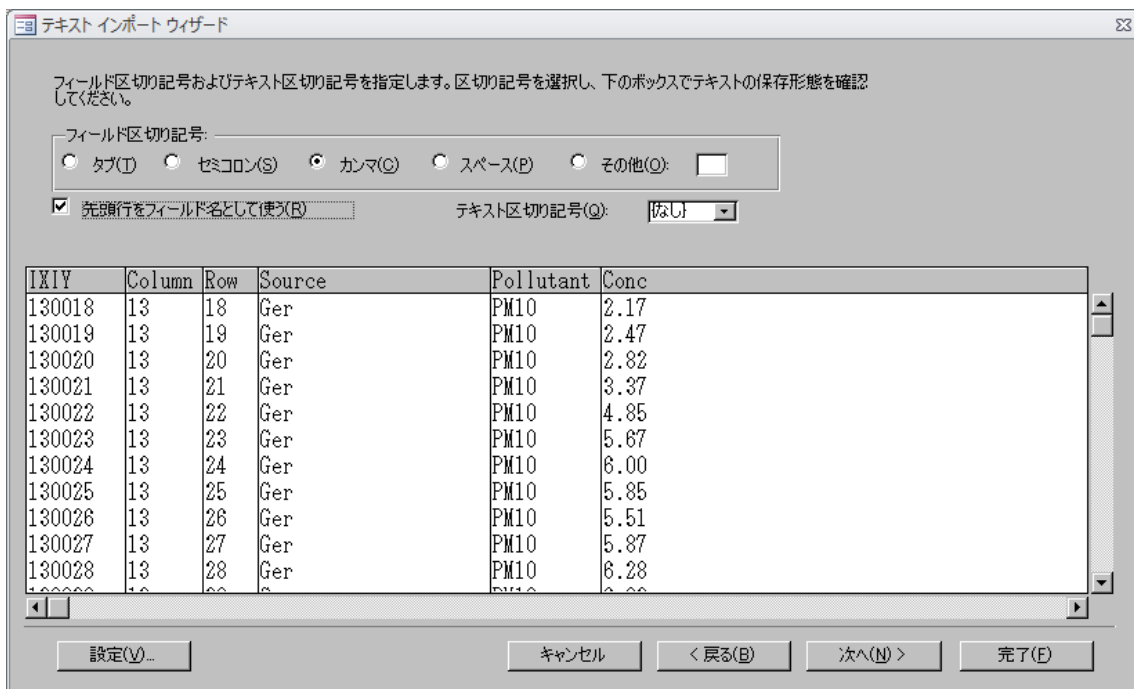 テキスト インポート ウィザード
フィールド区切り記号およびテキスト区切り記号を指定します。区切り記号を選択し、下のボックスでテキストの保存形態を確認
してください。
フィールド区切り記号:
タブ(T) セミコロン(S) カンマ(C) スペース(P) その他(O):
先頭行をフィールド名として使う(R) テキスト区切り記号(Q): {なし}
IXIY Column Row Source Pollutant Conc
130018 13 18 Ger PM10 2.17
130019 13 19 Ger PM10 2.47
130020 13 20 Ger PM10 2.82
130021 13 21 Ger PM10 3.37
130022 13 22 Ger PM10 4.85
130023 13 23 Ger PM10 5.67
130024 13 24 Ger PM10 6.00
130025 13 25 Ger PM10 5.85
130026 13 26 Ger PM10 5.51
130027 13 27 Ger PM10 5.87
130028 13 28 Ger PM10 6.28
設定(V)... キャンセル < 戻る(B) 次へ(N) > 完了(F)